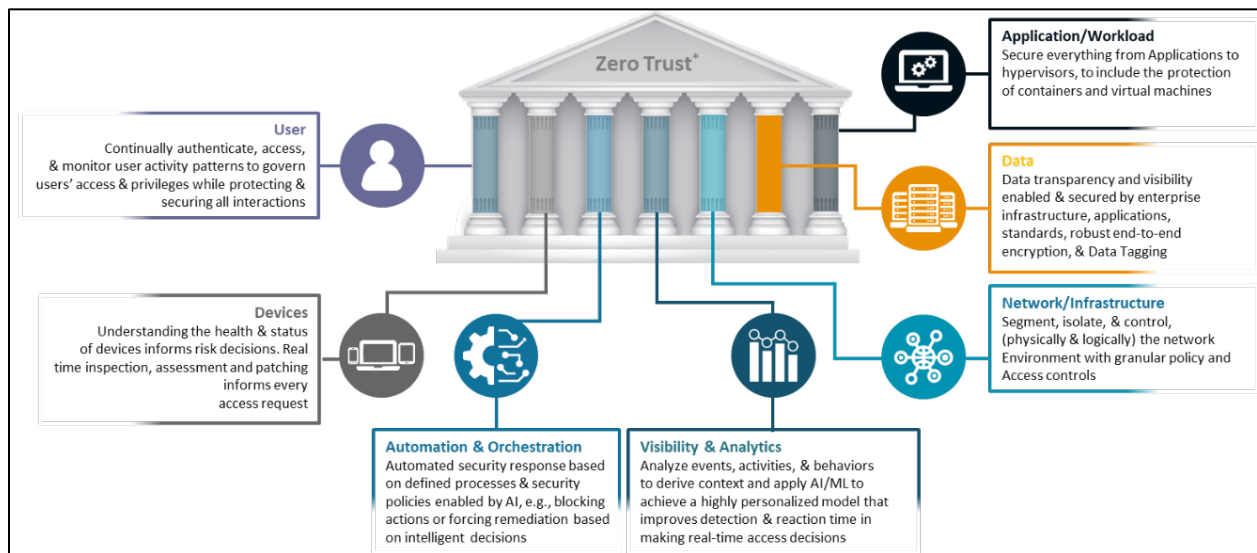 Zero Trust*
User
Continually authenticate, access,
& monitor user activity patterns to govern
users' access & privileges while protecting &
securing all interactions
Devices
Understanding the health & status
of devices informs risk decisions. Real
time inspection, assessment and patching
informs every
access request
Automation & Orchestration
Automated security response based
on defined processes & security
policies enabled by AI, e.g., blocking
actions or forcing remediation based
on intelligent decisions
Visibility & Analytics
Analyze events, activities, & behaviors
to derive context and apply AI/ML to
achieve a highly personalized model that
improves detection & reaction time in
making real-time access decisions
Network/Infrastructure
Segment, isolate, & control,
(physically & logically) the network
Environment with granular policy and
Access controls
Data
Data transparency and visibility
enabled & secured by enterprise
infrastructure, applications,
standards, robust end-to-end
encryption, & Data Tagging
Application/Workload
Secure everything from Applications to
hypervisors, to include the protection
of containers and virtual machines